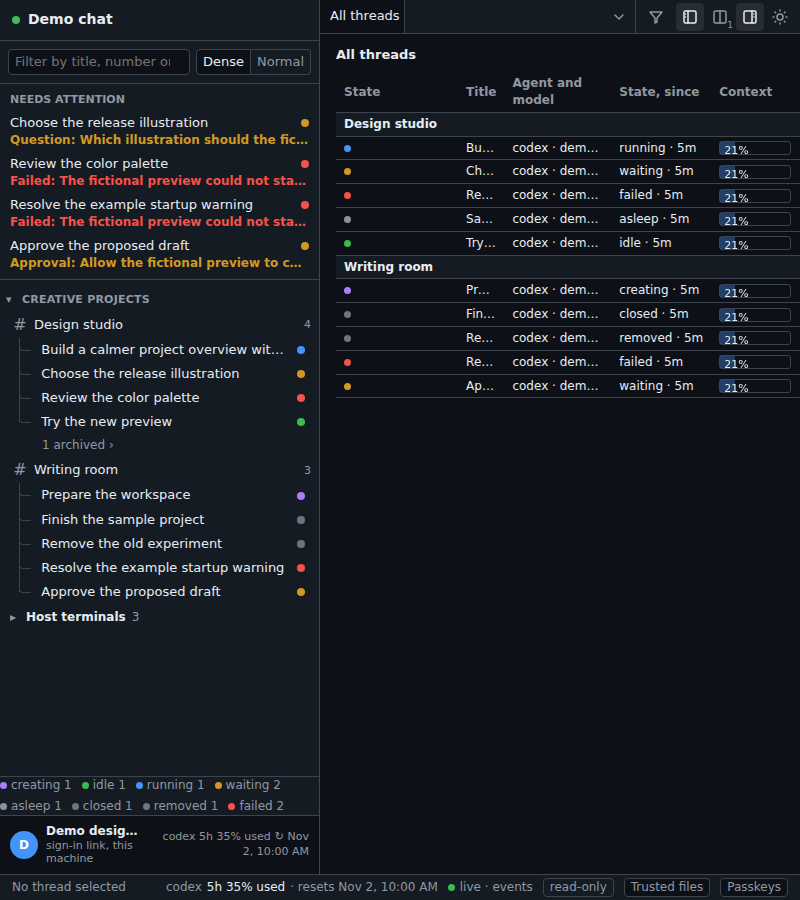 Demo chat
Filter by title, number or
Dense
Normal
NEEDS ATTENTION
Choose the release illustration
Question: Which illustration should the fic…
Review the color palette
Failed: The fictional preview could not sta…
Resolve the example startup warning
Failed: The fictional preview could not sta…
Approve the proposed draft
Approval: Allow the fictional preview to c…
▾ CREATIVE PROJECTS
# Design studio 4
Build a calmer project overview wit…
Choose the release illustration
Review the color palette
Try the new preview
1 archived ›
# Writing room 3
Prepare the workspace
Finish the sample project
Remove the old experiment
Resolve the example startup warning
Approve the proposed draft
▸ Host terminals 3
creating 1 idle 1 running 1 waiting 2
asleep 1 closed 1 removed 1 failed 2
D
Demo desig…
sign-in link, this
machine
codex 5h 35% used ↻ Nov
2, 10:00 AM
All threads
1
All threads
State Title Agent and model State, since Context
Design studio
Bu… codex · dem… running · 5m 21%
Ch… codex · dem… waiting · 5m 21%
Re… codex · dem… failed · 5m 21%
Sa… codex · dem… asleep · 5m 21%
Try… codex · dem… idle · 5m 21%
Writing room
Pr… codex · dem… creating · 5m 21%
Fin… codex · dem… closed · 5m 21%
Re… codex · dem… removed · 5m 21%
Re… codex · dem… failed · 5m 21%
Ap… codex · dem… waiting · 5m 21%
No thread selected
codex 5h 35% used · resets Nov 2, 10:00 AM
live · events
read-only
Trusted files
Passkeys